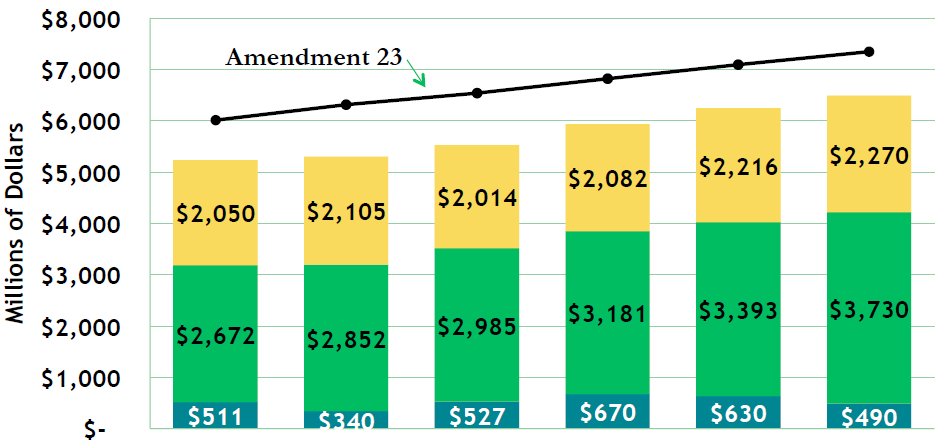 $8,000
Amendment 23
$7,000
$6,000
$5,000
$4,000
$3,000
$2,000
$1,000
$-
Millions of Dollars
$2,050 $2,105 $2,014 $2,082 $2,216 $2,270
$2,672 $2,852 $2,985 $3,181 $3,393 $3,730
$511 $340 $527 $670 $630 $490